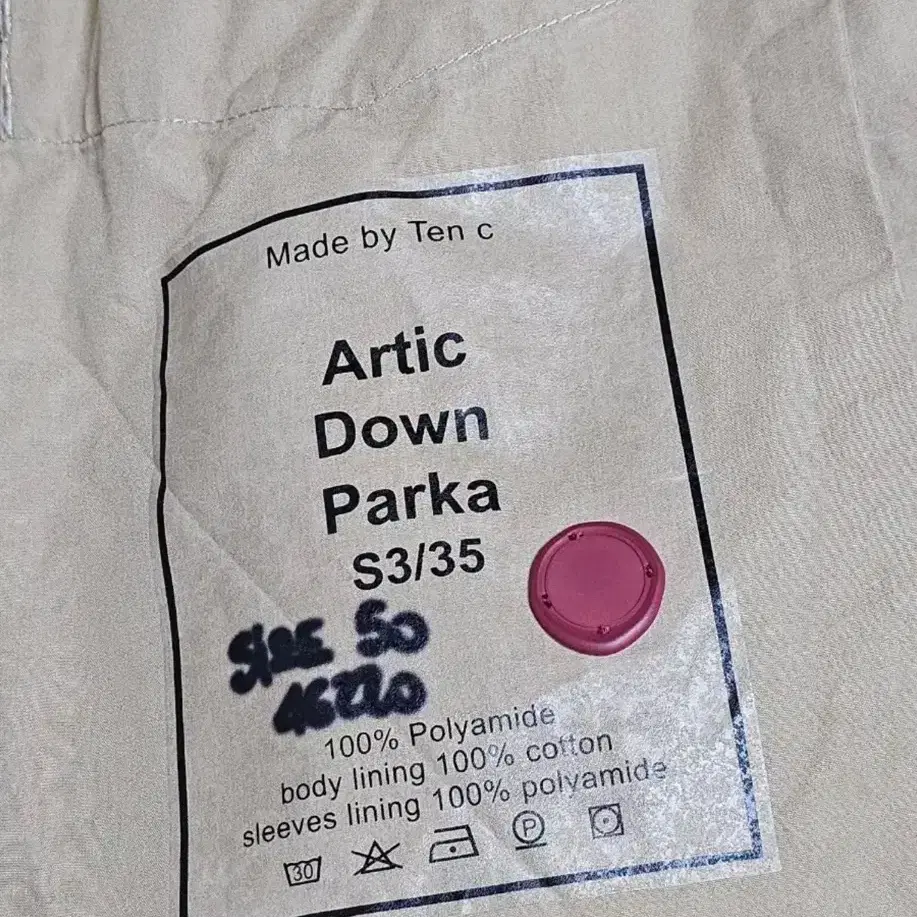 Made by Ten c
Artic
Down
Parka
S3/35
SIZE 50
100% Polyamide
body lining 100% cotton
sleeves lining 100% polyamide
30
P